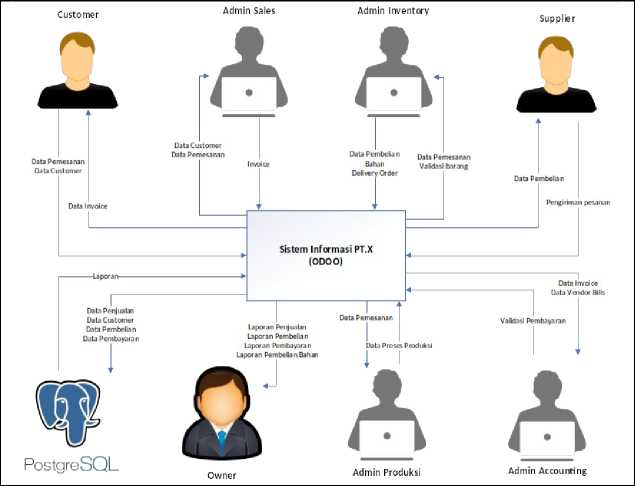 Customer
Admin Sales
Admin Inventory
Supplier
Data Pemesanan
Data Customer
Data Invoice
Data Customer
Data Pemesanan
Invoice
Data Pembelian
Bahan
Delivery Order
Data Pemesanan
Validasi barang
Data Pembelian
Pengiriman pesanan
Sistem Informasi PT.X
(ODOO)
Laporan
Data Penjualan
Data Customer
Data Pembelian
Data Pembayaran
Laporan Penjualan
Laporan Pembelian
Laporan Pembayaran
Laporan Pembelian Bahan
Data Pemesanan
Data Proses Produksi
Data Invoice
Data Vendor Bills
Validasi Pembayaran
PostgreSQL
Owner
Admin Produksi
Admin Accounting